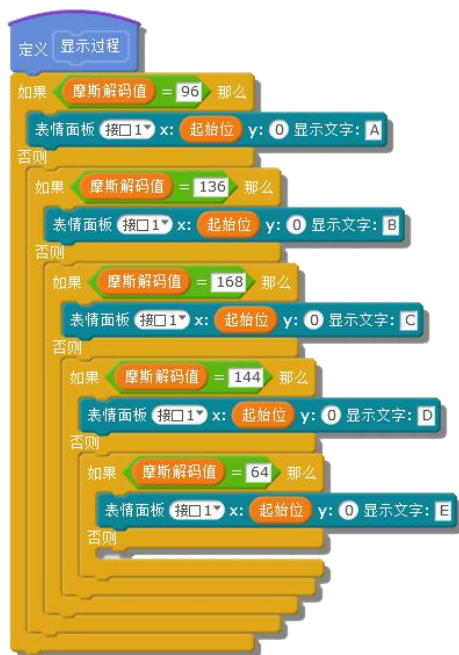 定义 显示过程
如果 摩斯解码值 = 96 那么
表情面板 接口1 x: 起始位 y: 0 显示文字: A
否则
如果 摩斯解码值 = 136 那么
表情面板 接口1 x: 起始位 y: 0 显示文字: B
否则
如果 摩斯解码值 = 168 那么
表情面板 接口1 x: 起始位 y: 0 显示文字: C
否则
如果 摩斯解码值 = 144 那么
表情面板 接口1 x: 起始位 y: 0 显示文字: D
否则
如果 摩斯解码值 = 64 那么
表情面板 接口1 x: 起始位 y: 0 显示文字: E
否则